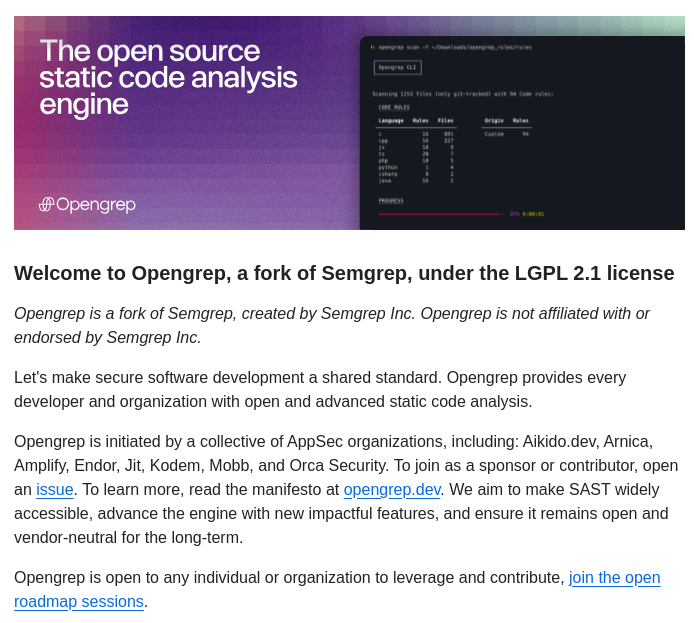 The open source
static code analysis
engine
Opengrep
opengrep scan -f ~/Downloads/opengrep_rules/rules
Opengrep CLI
Scanning 1253 files (only git-tracked) with 94 Code rules:
CODE RULES
Language Rules Files Origin Rules
c 16 891 Custom 94
cpp 16 227
js 18 9
ts 20 7
php 10 5
python 1 4
csharp 8 2
java 16 1
PROGRESS
97% 0:00:01
Welcome to Opengrep, a fork of Semgrep, under the LGPL 2.1 license
Opengrep is a fork of Semgrep, created by Semgrep Inc. Opengrep is not affiliated with or
endorsed by Semgrep Inc.
Let's make secure software development a shared standard. Opengrep provides every
developer and organization with open and advanced static code analysis.
Opengrep is initiated by a collective of AppSec organizations, including: Aikido.dev, Arnica,
Amplify, Endor, Jit, Kodem, Mobb, and Orca Security. To join as a sponsor or contributor, open
an issue. To learn more, read the manifesto at opengrep.dev. We aim to make SAST widely
accessible, advance the engine with new impactful features, and ensure it remains open and
vendor-neutral for the long-term.
Opengrep is open to any individual or organization to leverage and contribute, join the open
roadmap sessions.